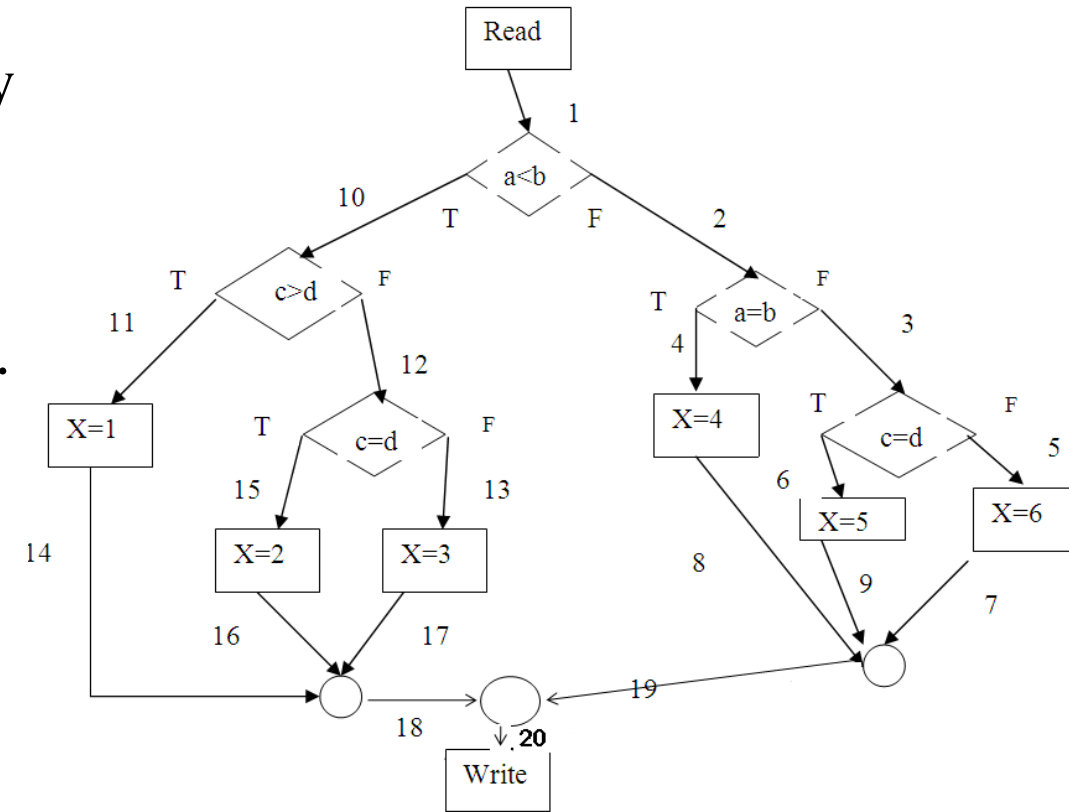 Read
y
1
a<b
10
T
F
2
T
c>d
F
T
a=b
F
11
4
3
12
.
X=1
T
c=d
F
X=4
T
c=d
F
15
13
6
5
14
X=2
X=3
X=5
X=6
8
9
7
16
17
18
19
.20
Write